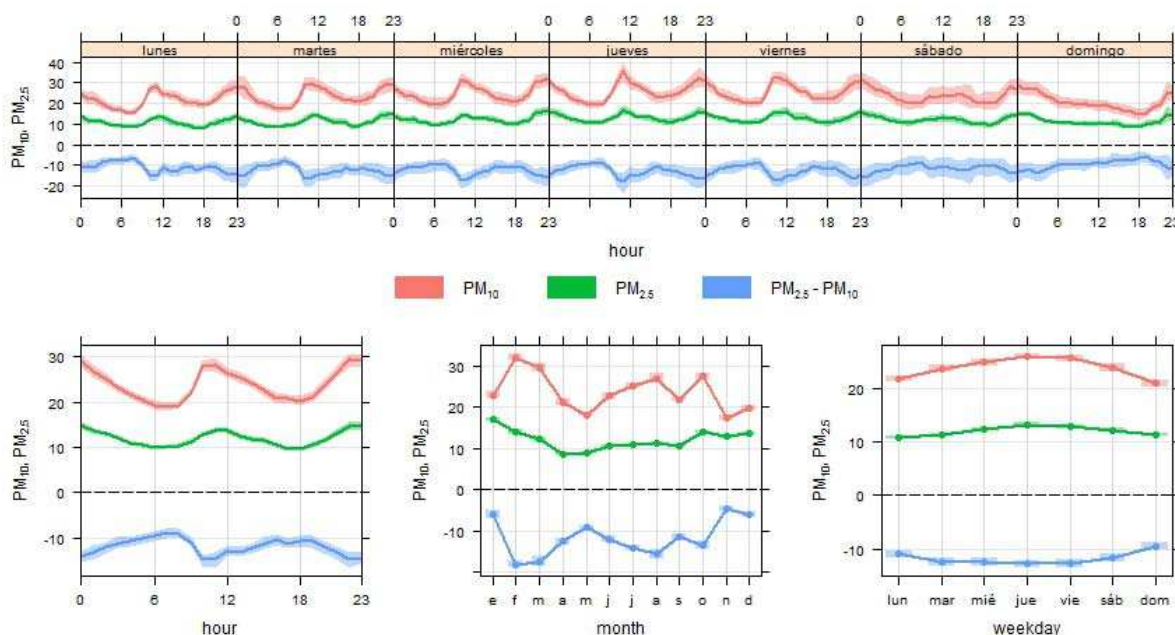 0 6 12 18 23 0 6 12 18 23 0 6 12 18 23
lunes martes miércoles jueves viernes sábado domingo
40
30
20
10
0
-10
-20
PM10, PM2.5
0 6 12 18 23 0 6 12 18 23 0 6 12 18 23 0 6 12 18 23
hour
PM10 PM2.5 PM2.5 - PM10
30
20
10
0
-10
PM10, PM2.5
0 6 12 18 23
hour
30
20
10
0
-10
PM10, PM2.5
e f m a m j j a s o n d
month
20
10
0
-10
PM10, PM2.5
lun mar mié jue vie sáb dom
weekday